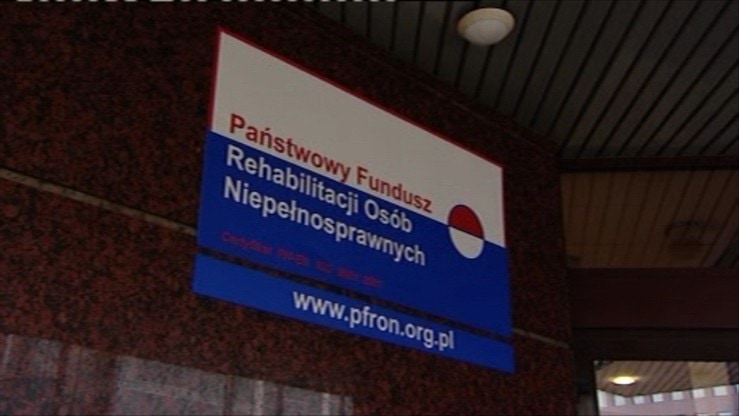 Państwowy Fundusz
Rehabilitacji Osób
Niepełnosprawnych
www.pfron.org.pl